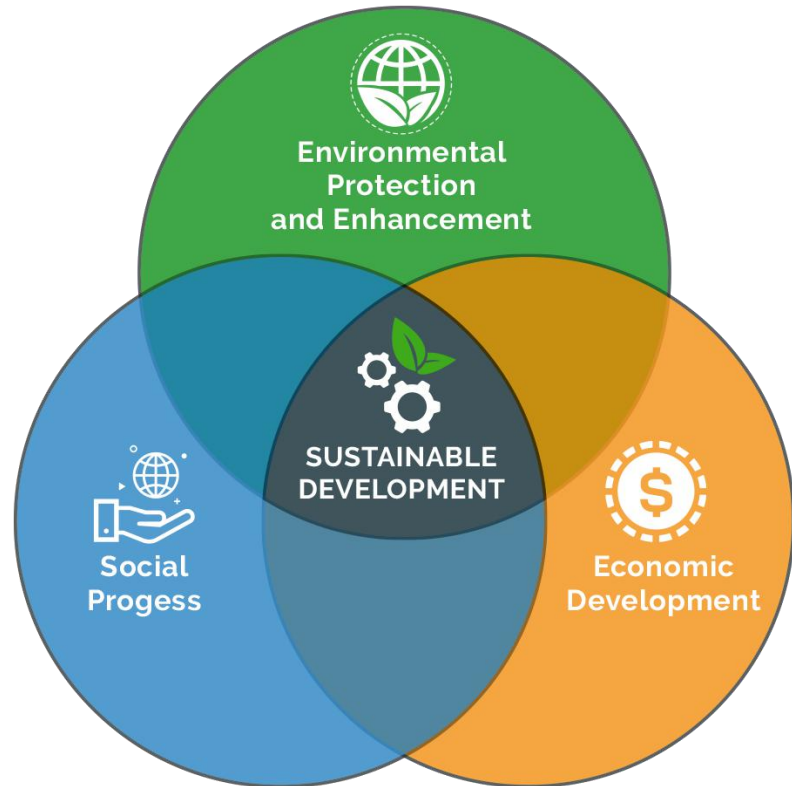 Environmental
Protection
and Enhancement
SUSTAINABLE
DEVELOPMENT
Social
Progess
$
Economic
Development